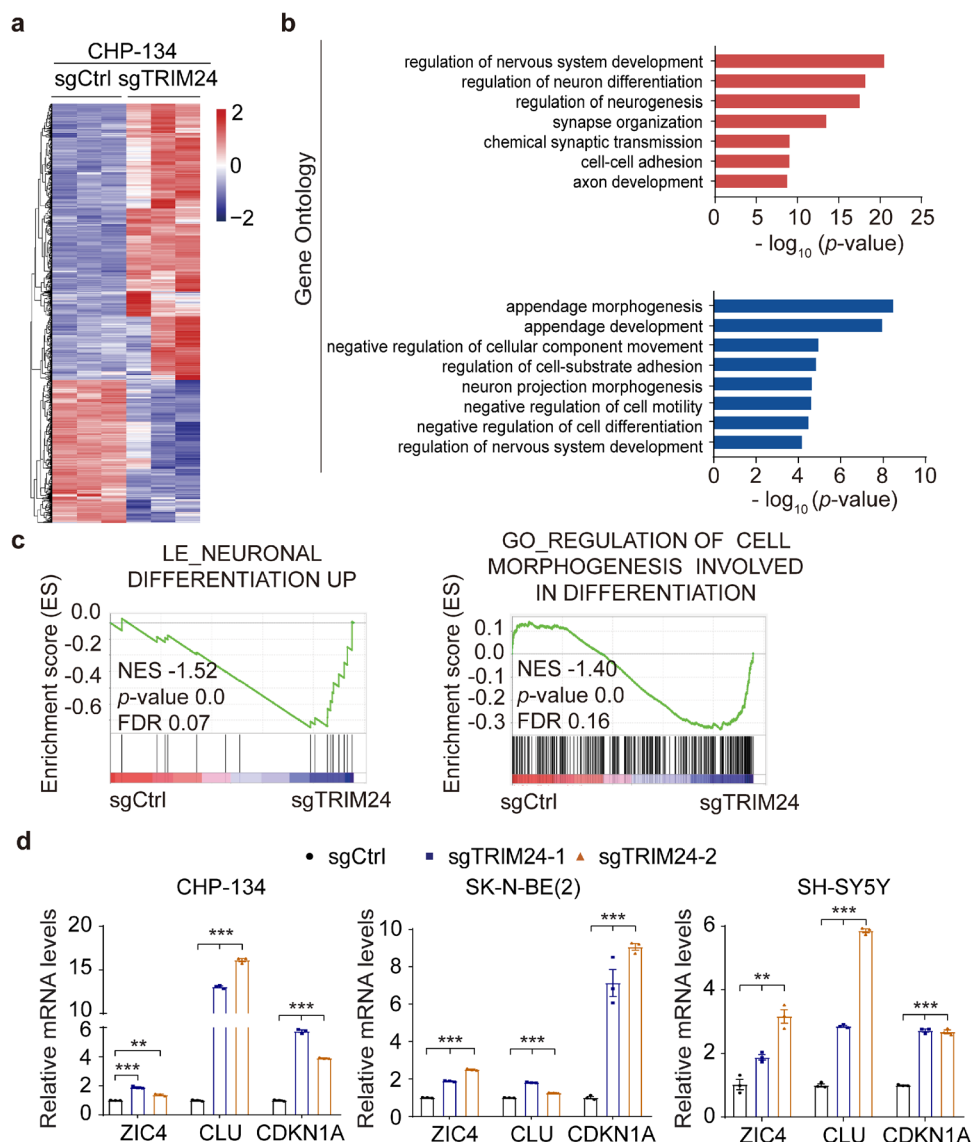 a
CHP-134
sgCtrl sgTRIM24
2
0
−2
b
Gene Ontology
regulation of nervous system development
regulation of neuron differentiation
regulation of neurogenesis
synapse organization
chemical synaptic transmission
cell-cell adhesion
axon development
0 5 10 15 20 25
- log10 (p-value)
appendage morphogenesis
appendage development
negative regulation of cellular component movement
regulation of cell-substrate adhesion
neuron projection morphogenesis
negative regulation of cell motility
negative regulation of cell differentiation
regulation of nervous system development
0 2 4 6 8 10
- log10 (p-value)
c
LE_NEURONAL
DIFFERENTIATION UP
Enrichment score (ES)
0.0
-0.2
-0.4
-0.6
NES -1.52
p-value 0.0
FDR 0.07
sgCtrl sgTRIM24
GO_REGULATION OF CELL
MORPHOGENESIS INVOLVED
IN DIFFERENTIATION
Enrichment score (ES)
0.1
0.0
-0.1
-0.2
-0.3
NES -1.40
p-value 0.0
FDR 0.16
sgCtrl sgTRIM24
d
sgCtrl sgTRIM24-1 sgTRIM24-2
CHP-134
Relative mRNA levels
20
15
10
6
4
2
0
** *** *** ***
ZIC4 CLU CDKN1A
SK-N-BE(2)
Relative mRNA levels
10
8
6
4
2
0
*** *** ***
ZIC4 CLU CDKN1A
SH-SY5Y
Relative mRNA levels
6
4
2
0
** *** ***
ZIC4 CLU CDKN1A